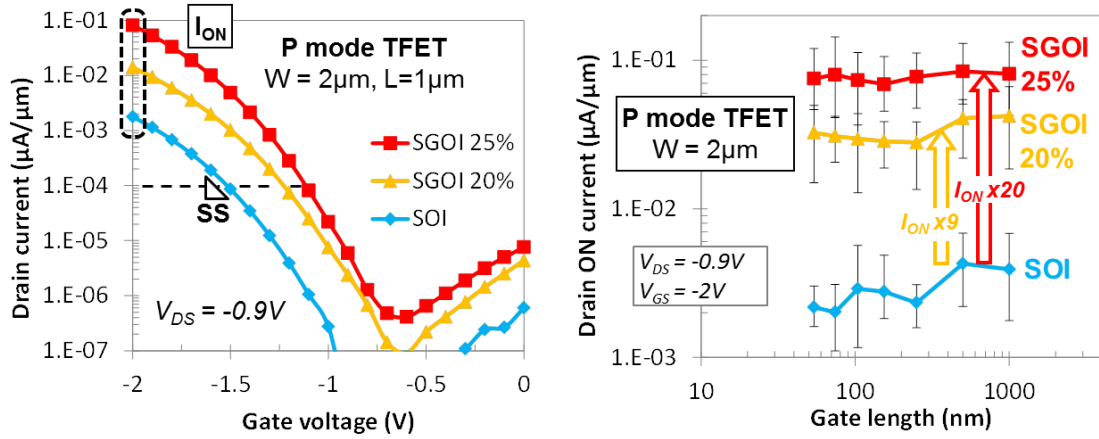 1.E-01
1.E-02
1.E-03
1.E-04
1.E-05
1.E-06
1.E-07
Drain current (µA/µm)
I_ON
P mode TFET
W = 2µm, L=1µm
SGOI 25%
SGOI 20%
SOI
SS
V_DS = -0.9V
-2
-1.5
-1
-0.5
0
Gate voltage (V)
1.E-01
1.E-02
1.E-03
Drain ON current (µA/µm)
SGOI
25%
P mode TFET
W = 2µm
SGOI
20%
I_ON x20
I_ON x9
V_DS = -0.9V
V_GS = -2V
SOI
10
100
1000
Gate length (nm)